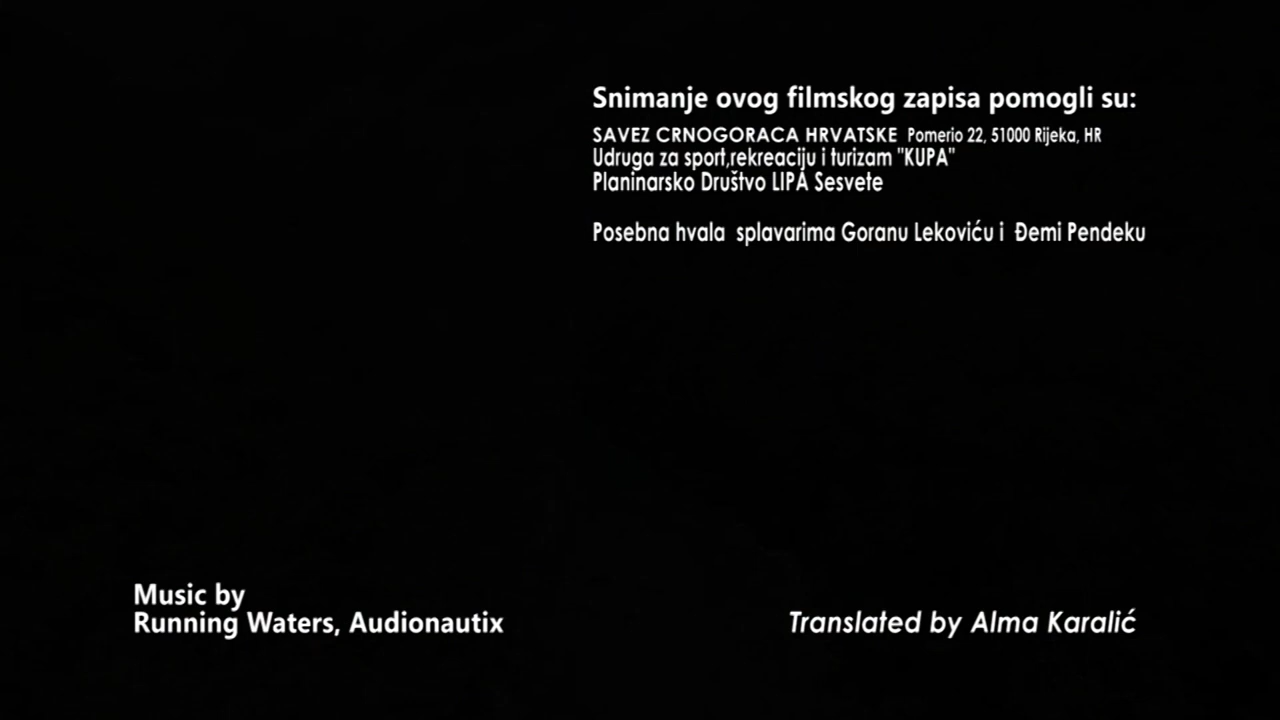 Snimanje ovog filmskog zapisa pomogli su:
SAVEZ CRNOGORACA HRVATSKE Pomerio 22, 51000 Rijeka, HR
Udruga za sport,rekreaciju i turizam "KUPA"
Planinarsko Društvo LIPA Sesvete
Posebna hvala splavarima Goranu Lekoviću i Đemi Pendeku
Music by
Running Waters, Audionautix
Translated by Alma Karalić